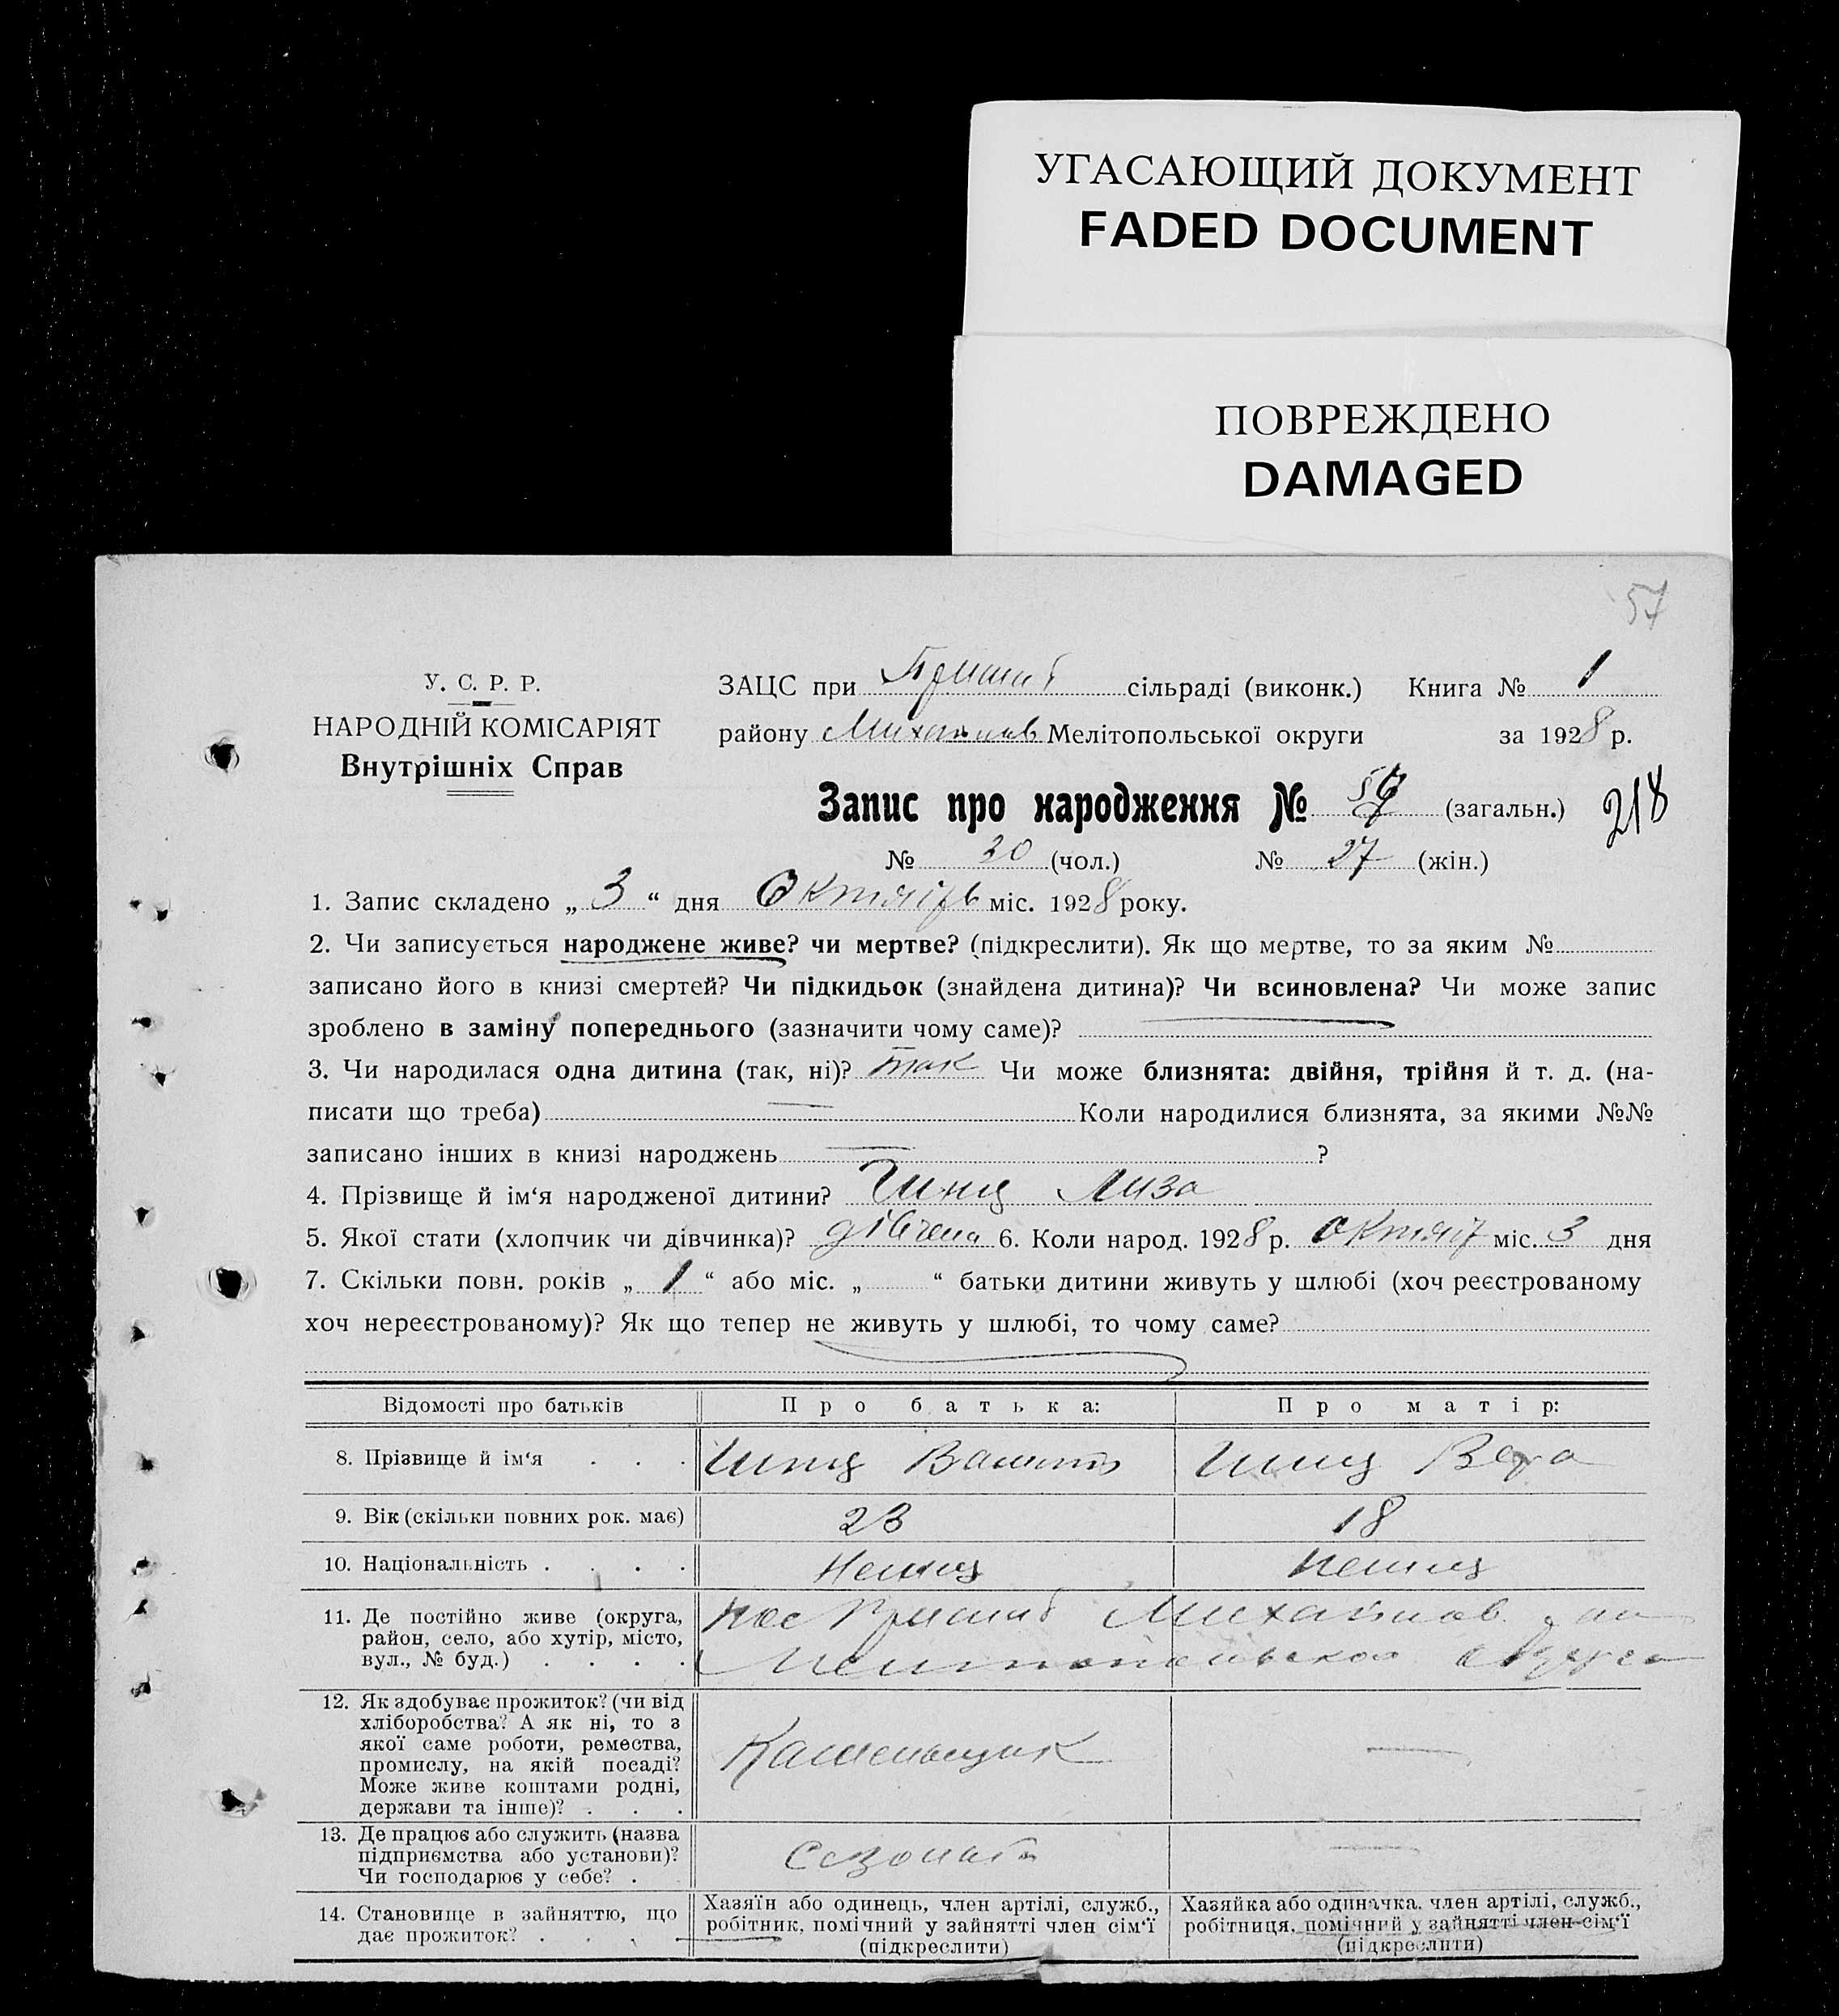 УГАСАЮЩИЙ ДОКУМЕНТ
FADED DOCUMENT
ПОВРЕЖДЕНО
DAMAGED
57
У. С. Р. Р.
НАРОДНІЙ КОМІСАРІЯТ
Внутрішніх Справ
ЗАЦС при Пришиб сільраді (виконк.) Книга № 1
району Михайлів Мелітопольської округи за 1928 р.
Запис про народження № 57 (загальн.) 218
№ 30 (чол.) № 27 (жін.)
1. Запис складено „ 3 “ дня Октябрь міс. 1928 року.
2. Чи записується народжене живе? чи мертве? (підкреслити). Як що мертве, то за яким №
записано його в книзі смертей? Чи підкидьок (знайдена дитина)? Чи всиновлена? Чи може запис
зроблено в заміну попереднього (зазначити чому саме)?
3. Чи народилася одна дитина (так, ні)? так Чи може близнята: двійня, трійня й т. д. (на-
писати що треба) — Коли народилися близнята, за якими №№
записано інших в книзі народжень — ?
4. Прізвище й ім‘я народженої дитини? Лиза
5. Якої стати (хлопчик чи дівчинка)? дівчена 6. Коли народ. 1928 р. октябр міс. 3 дня
7. Скільки повн. років „ 1 “ або міс. „ “ батьки дитини живуть у шлюбі (хоч реєстрованому
хоч нереєстрованому)? Як що тепер не живуть у шлюбі, то чому саме?
Відомості про батьків Про батька: Про матір:
8. Прізвище й ім‘я . . . Вера
9. Вік (скільки повних рок. має) 23 18
10. Національність . . . . Немец Немец
11. Де постійно живе (округа, пос Пришиб Михайлов
район, село, або хутір, місто, Мелитопольской округи
вул., № буд.) . . . .
12. Як здобуває прожиток? (чи від
хліборобства? А як ні, то з
якої саме роботи, ремества,
промислу, на якій посаді? Каменьщик —
Може живе коштами родні,
держави та інше)? . . .
13. Де працює або служить (назва
підприємства або установи)? —
Чи господарює у себе? .
14. Становище в зайняттю, що Хазяїн або одинець, член артілі, служб., Хазяйка або одиначка, член артілі, служб.,
дає прожиток? . . . робітник, помічний у зайнятті член сім‘ї робітниця, помічний у зайнятті член сім‘ї
(підкреслити) (підкреслити)